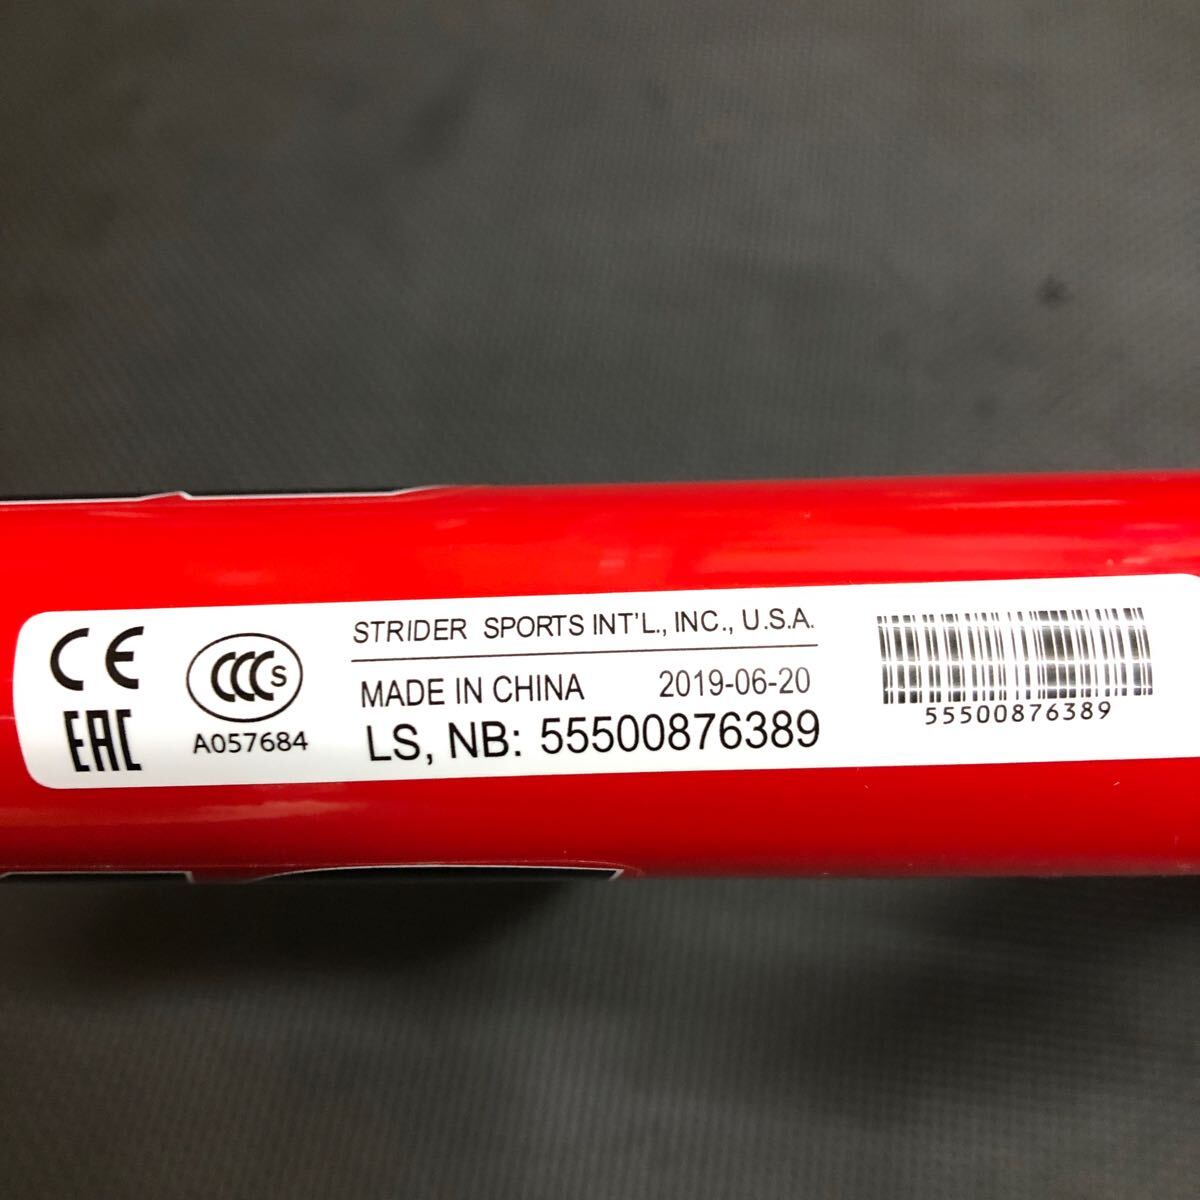 CE
EAC
CCC S
A057684
STRIDER SPORTS INT'L., INC., U.S.A.
MADE IN CHINA 2019-06-20
LS, NB: 55500876389
55500876389